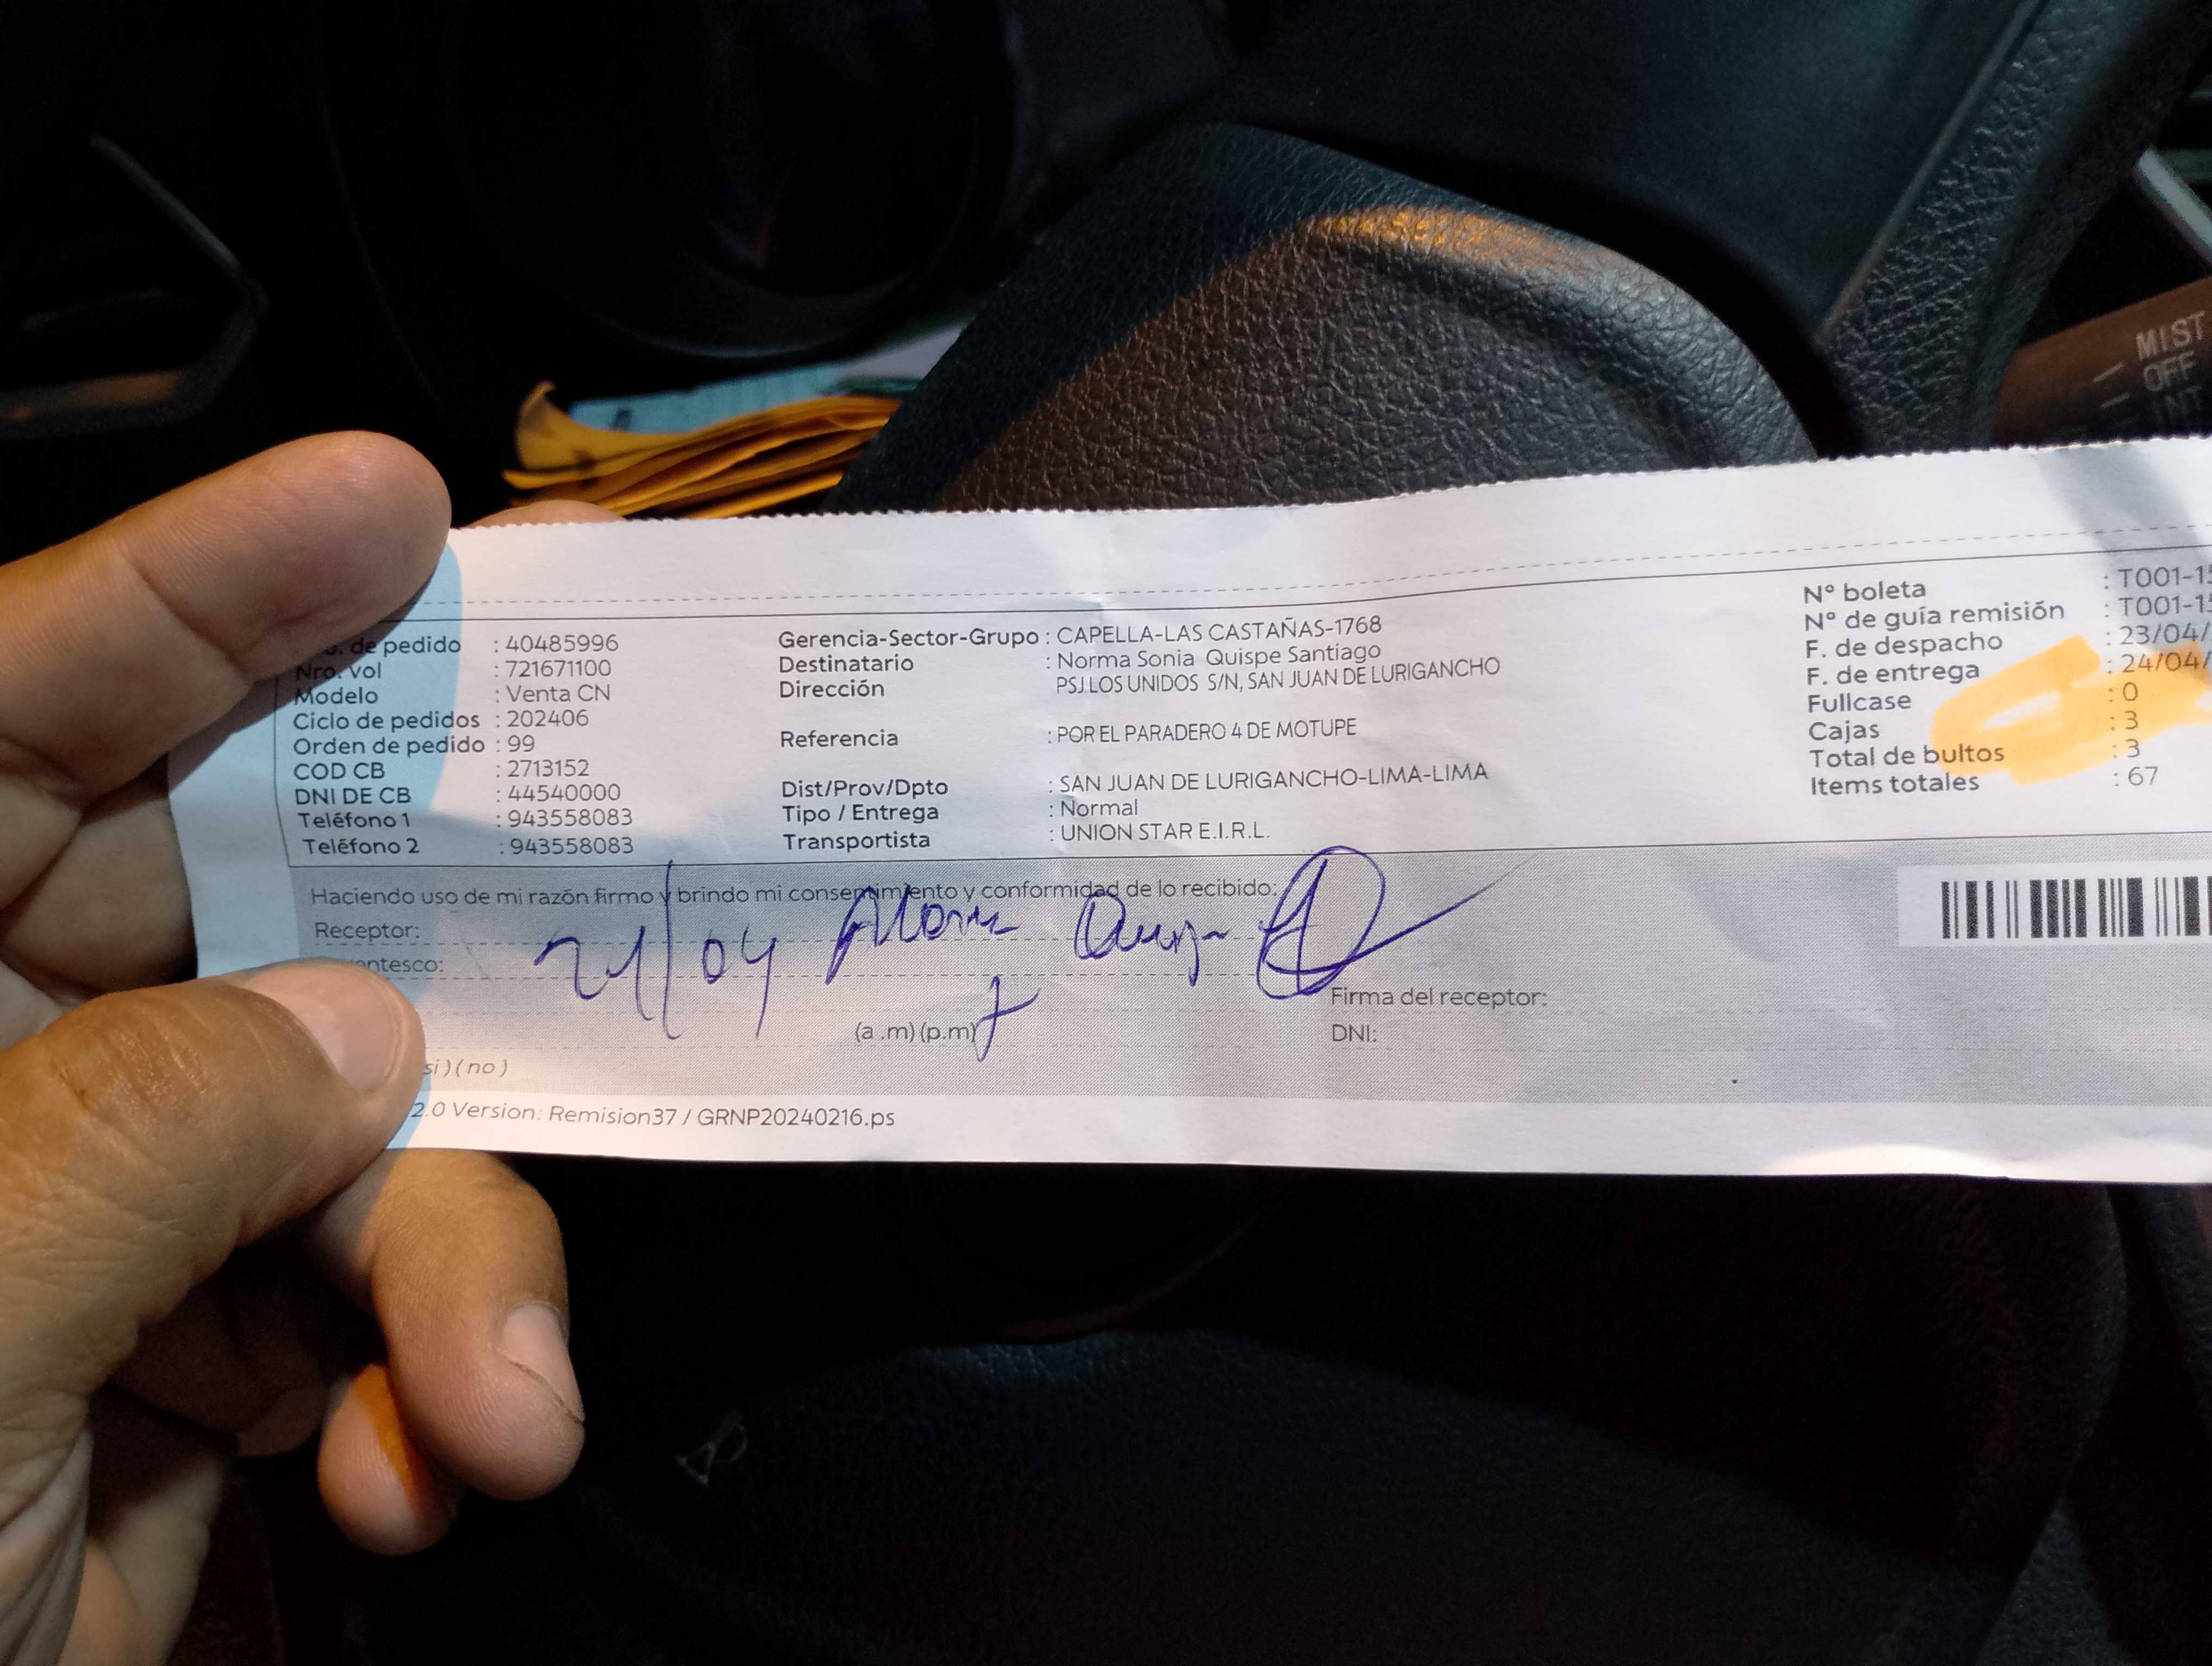 MIST
OFF
INT
de pedido : 40485996
Nro. vol : 721671100
Modelo : Venta CN
Ciclo de pedidos : 202406
Orden de pedido : 99
COD CB : 2713152
DNI DE CB : 44540000
Teléfono 1 : 943558083
Teléfono 2 : 943558083
Gerencia-Sector-Grupo : CAPELLA-LAS CASTAÑAS-1768
Destinatario : Norma Sonia Quispe Santiago
Dirección PSJ LOS UNIDOS S/N, SAN JUAN DE LURIGANCHO
Referencia : POR EL PARADERO 4 DE MOTUPE
Dist/Prov/Dpto : SAN JUAN DE LURIGANCHO-LIMA-LIMA
Tipo / Entrega : Normal
Transportista : UNION STAR E.I.R.L.
Nº boleta : T001-15
Nº de guía remisión : T001-15
F. de despacho : 23/04/
F. de entrega : 24/04/
Fullcase : 0
Cajas : 3
Total de bultos : 3
Items totales : 67
Haciendo uso de mi razón firmo y brindo mi consentimiento y conformidad de lo recibido:
Receptor:
entesco:
Firma del receptor:
(a .m) (p.m)
DNI:
si ) ( no )
2.0 Version: Remision37 / GRNP20240216.ps